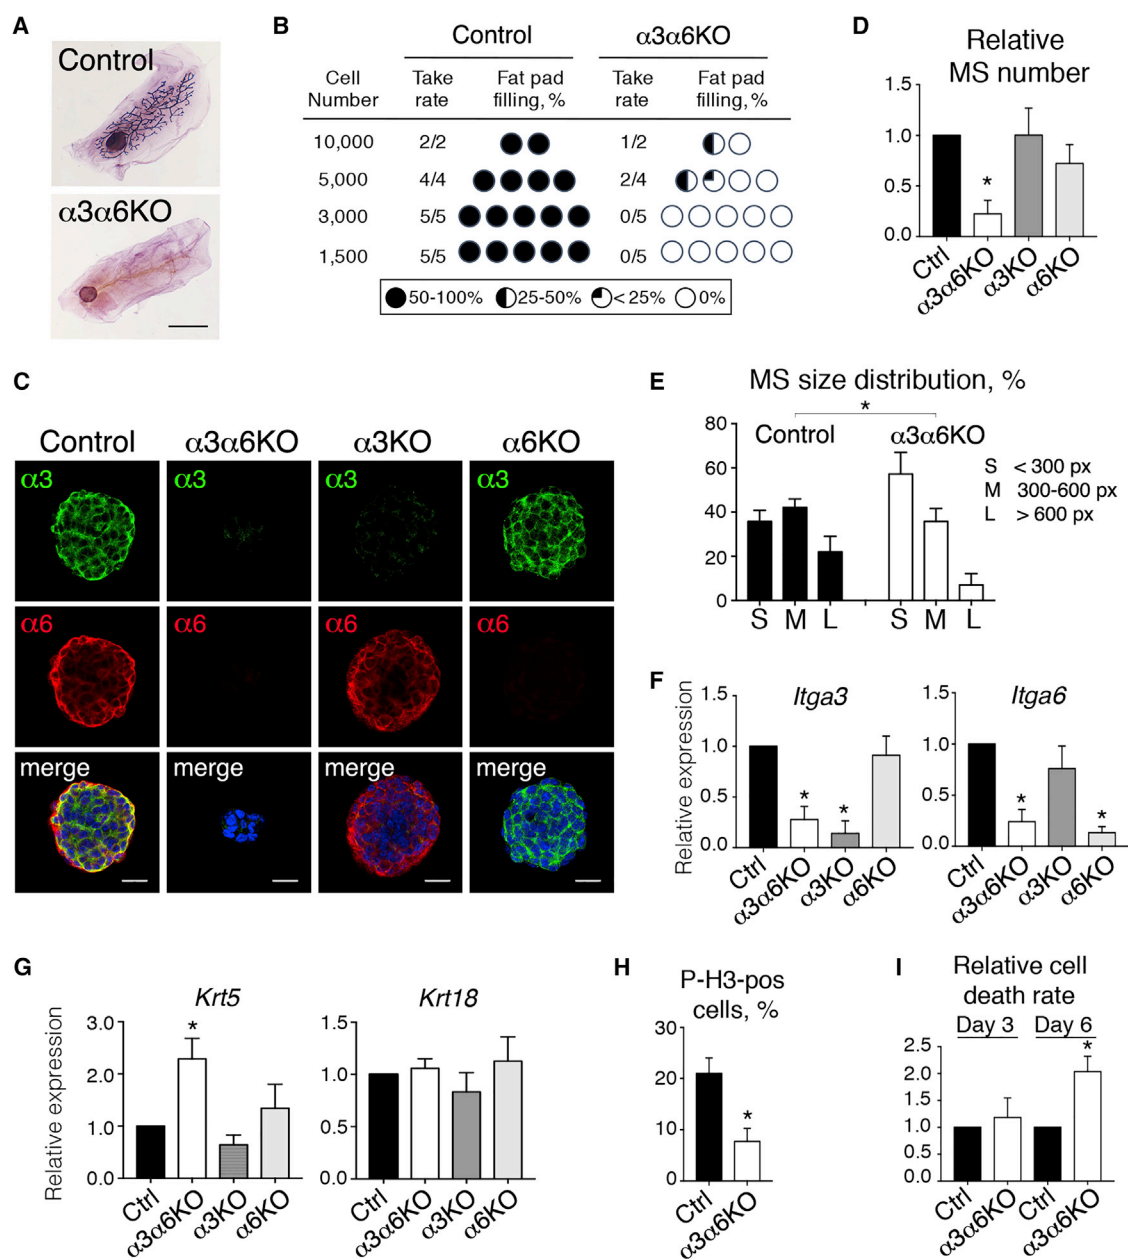 A
Control
α3α6KO
B
Control α3α6KO
Cell Number Take rate Fat pad filling, % Take rate Fat pad filling, %
10,000 2/2 1/2
5,000 4/4 2/4
3,000 5/5 0/5
1,500 5/5 0/5
50-100% 25-50% < 25% 0%
D
Relative
MS number
1.5
1.0
0.5
0.0
*
Ctrl α3α6KO α3KO α6KO
C
Control α3α6KO α3KO α6KO
α3 α3 α3 α3
α6 α6 α6 α6
merge merge merge merge
E
MS size distribution, %
*
80
60
40
20
0
Control α3α6KO
S < 300 px
M 300-600 px
L > 600 px
S M L S M L
F
Relative expression
Itga3
1.5
1.0
0.5
0.0
* *
Ctrl α3α6KO α3KO α6KO
Itga6
1.5
1.0
0.5
0.0
* *
Ctrl α3α6KO α3KO α6KO
G
Relative expression
Krt5
3.0
2.0
1.0
0.0
*
Ctrl α3α6KO α3KO α6KO
Krt18
1.5
1.0
0.5
0.0
Ctrl α3α6KO α3KO α6KO
H
P-H3-pos
cells, %
30
20
10
0
*
Ctrl α3α6KO
I
Relative cell
death rate
Day 3 Day 6
2.5
2.0
1.5
1.0
0.5
0.0
*
Ctrl α3α6KO Ctrl α3α6KO